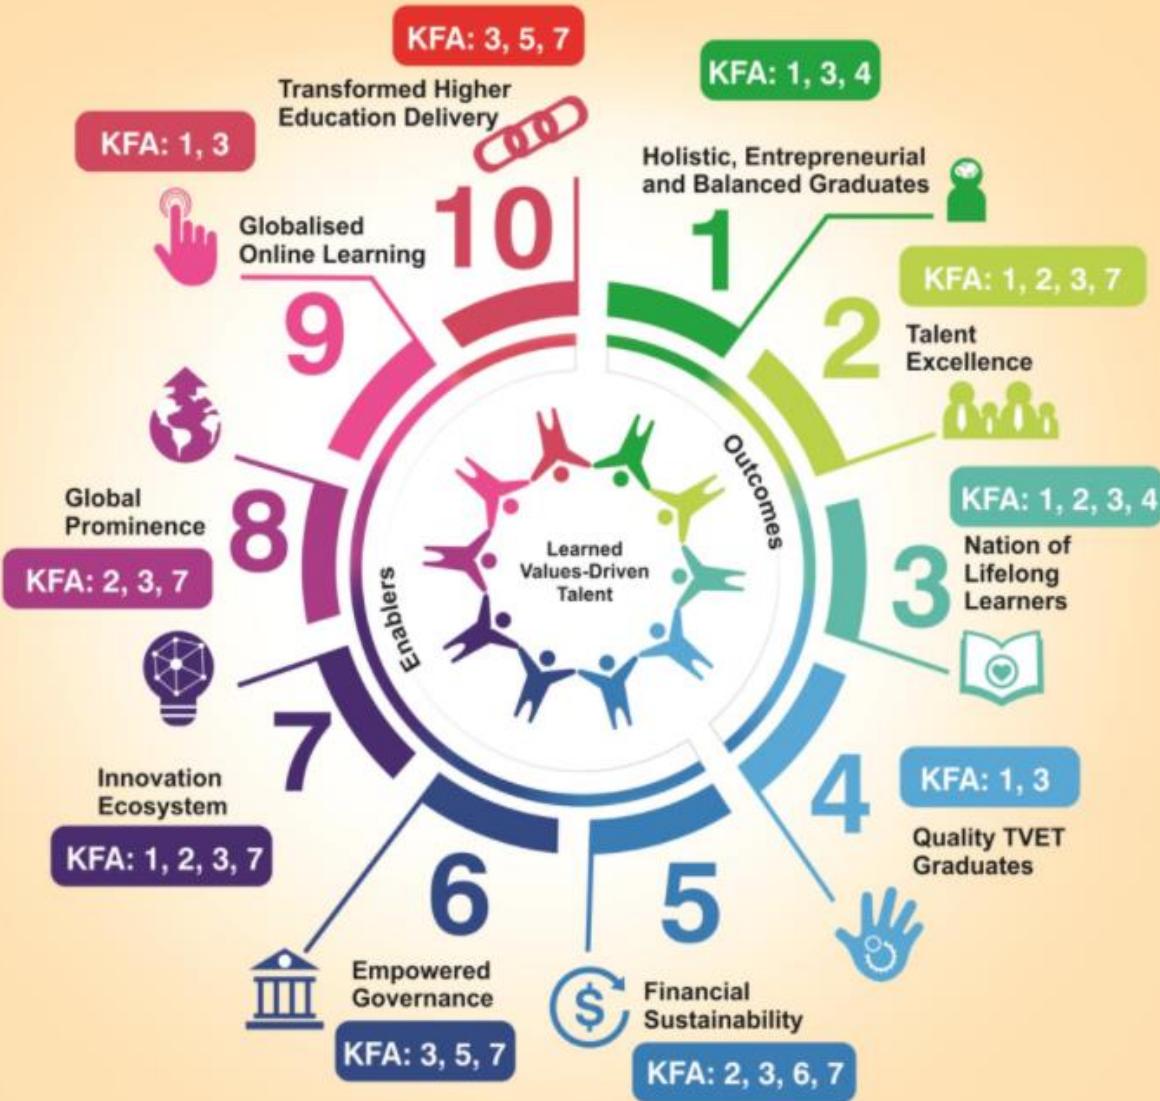 KFA: 3, 5, 7
Transformed Higher
Education Delivery
10
KFA: 1, 3, 4
Holistic, Entrepreneurial
and Balanced Graduates
1
KFA: 1, 2, 3, 7
2
Talent
Excellence
KFA: 1, 2, 3, 4
3
Nation of
Lifelong
Learners
4
KFA: 1, 3
Quality TVET
Graduates
5
$
Financial
Sustainability
KFA: 2, 3, 6, 7
6
Empowered
Governance
KFA: 3, 5, 7
7
Innovation
Ecosystem
KFA: 1, 2, 3, 7
8
Global
Prominence
KFA: 2, 3, 7
KFA: 1, 3
Globalised
Online Learning
9
Outcomes
Enablers
Learned
Values-Driven
Talent